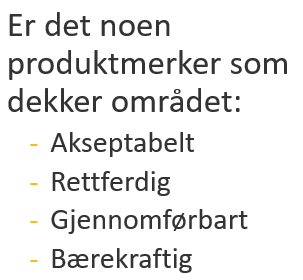 Er det noen
produktmerker som
dekker området:
- Akseptabelt
- Rettferdig
- Gjennomførbart
- Bærekraftig